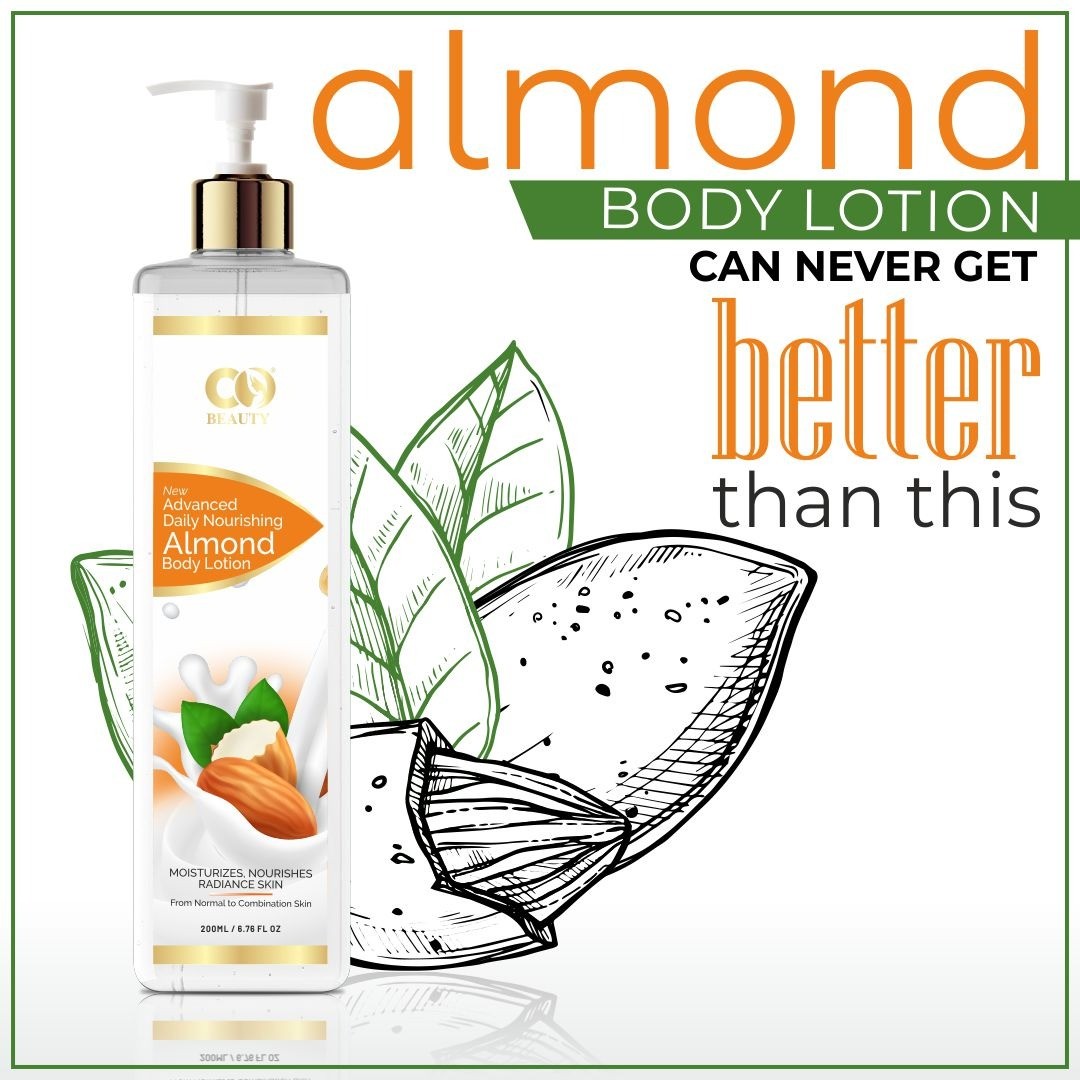 almond
BODY LOTION
CAN NEVER GET
better
than this
CO9®
BEAUTY
New
Advanced
Daily Nourishing
Almond
Body Lotion
MOISTURIZES, NOURISHES
RADIANCE SKIN
From Normal to Combination Skin
200ML / 6.76 FL OZ